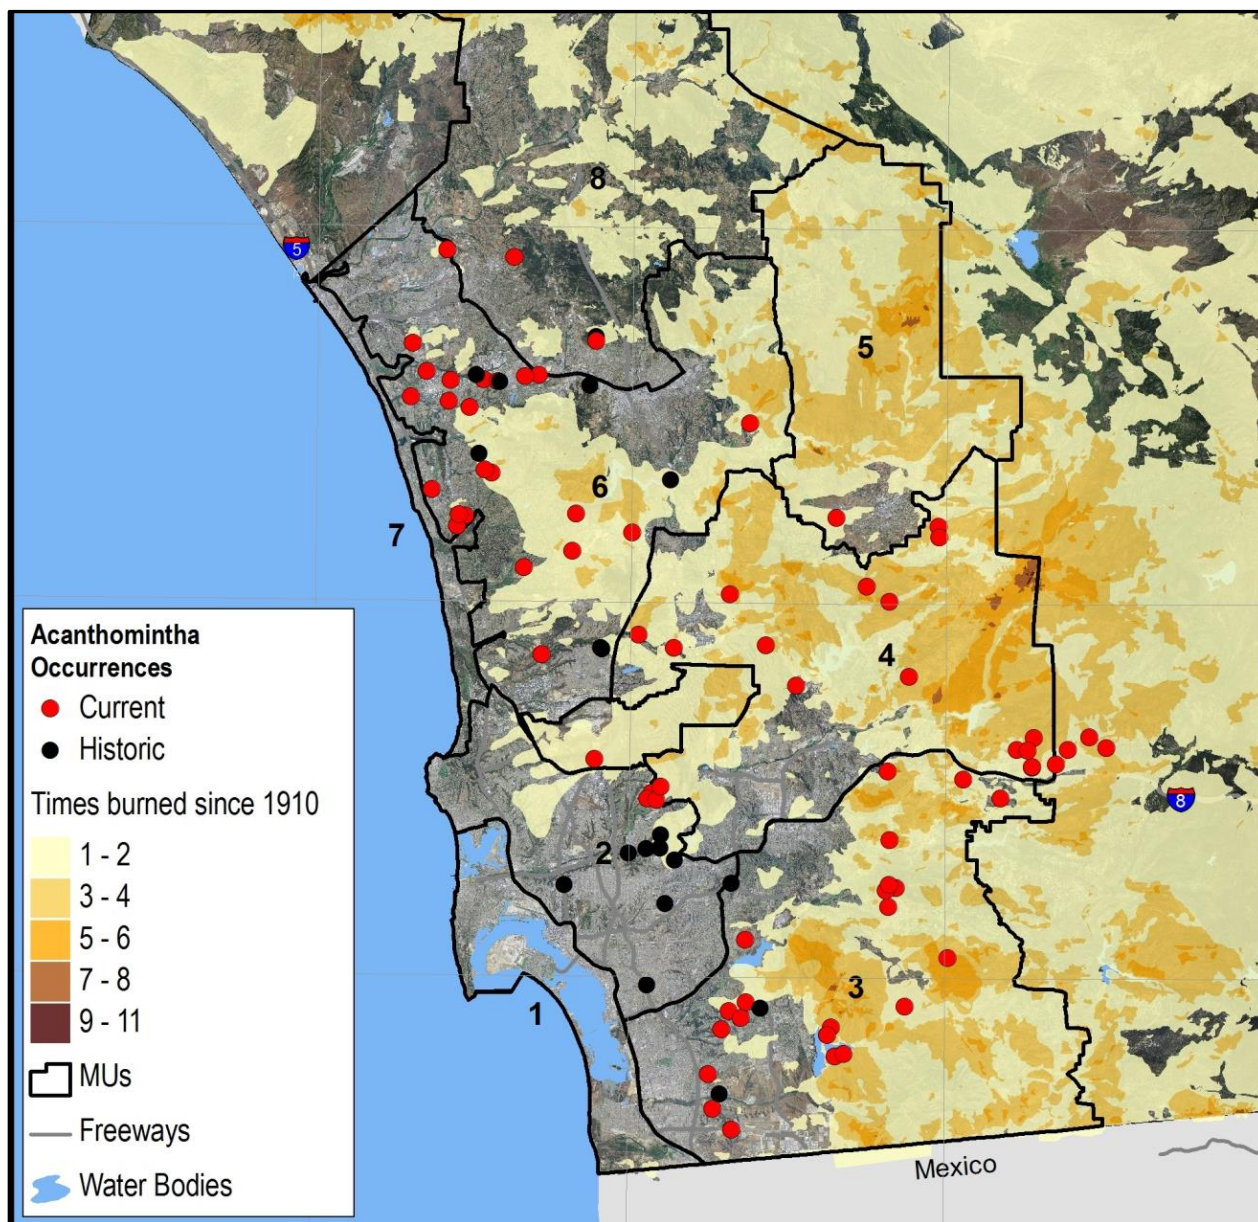 8
5
5
6
7
4
8
2
3
1
Mexico
Acanthomintha
Occurrences
Current
Historic
Times burned since 1910
1 - 2
3 - 4
5 - 6
7 - 8
9 - 11
MUs
Freeways
Water Bodies